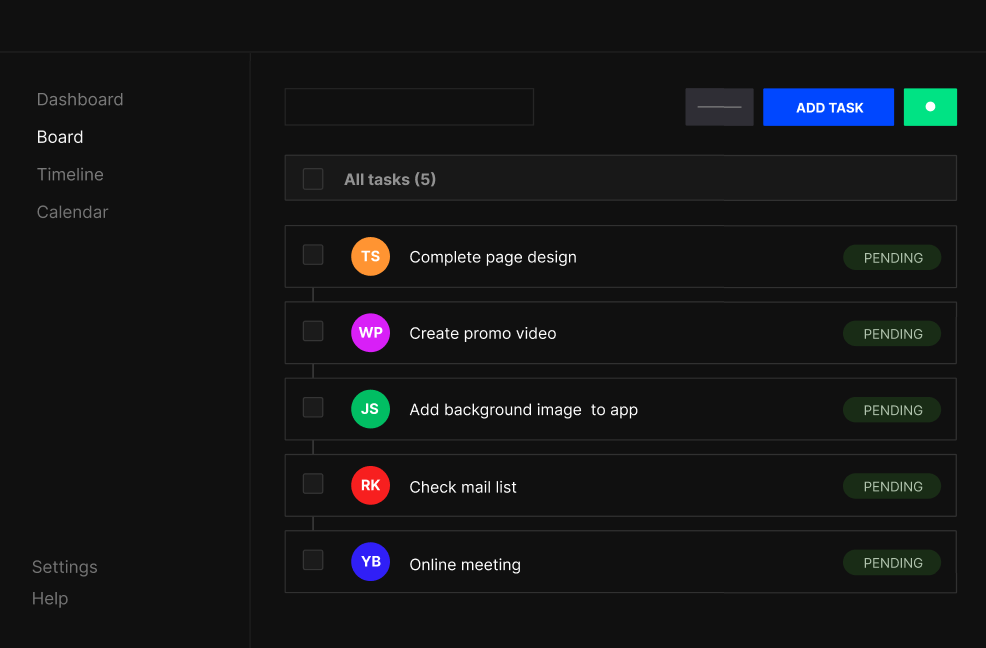 Dashboard
Board
Timeline
Calendar
Settings
Help
ADD TASK
All tasks (5)
TS Complete page design PENDING
WP Create promo video PENDING
JS Add background image  to app PENDING
RK Check mail list PENDING
YB Online meeting PENDING